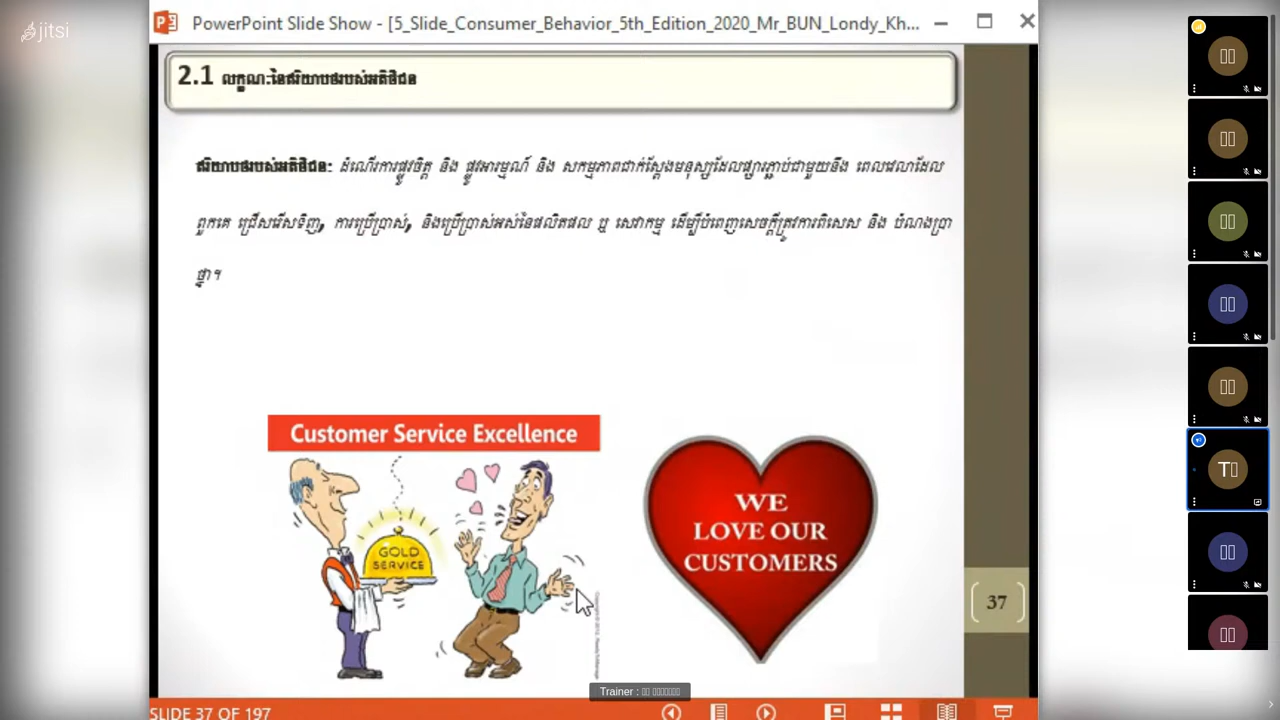 jitsi
PowerPoint Slide Show - [5_Slide_Consumer_Behavior_5th_Edition_2020_Mr_BUN_Londy_Kh...
2.1 លក្ខណៈនៃឥរិយាបថរបស់អតិថិជន
ឥរិយាបថរបស់អតិថិជន: ដំណើរការផ្លូវចិត្ត និង ផ្លូវអារម្មណ៍ និង សកម្មភាពជាក់ស្តែងមនុស្សដែលផ្សារភ្ជាប់ជាមួយនឹង ពេលវេលាដែល
ពួកគេ ជ្រើសរើសទិញ, ការប្រើប្រាស់, និងប្រើប្រាស់អស់នៃផលិតផល ឬ សេវាកម្ម ដើម្បីបំពេញសេចក្តីត្រូវការពិសេស និង បំណងប្រា
ថ្នា។
Customer Service Excellence
GOLD
SERVICE
WE
LOVE OUR
CUSTOMERS
37
T
Trainer :
SLIDE 37 OF 197